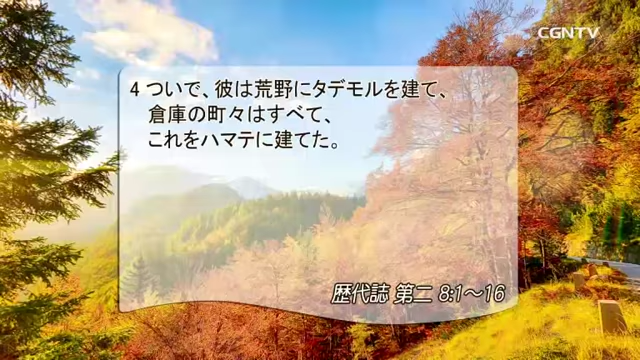 CGNTV
4 ついで、彼は荒野にタデモルを建て、
倉庫の町々はすべて、
これをハマテに建てた。
歴代誌 第二 8:1～16
CGNTV